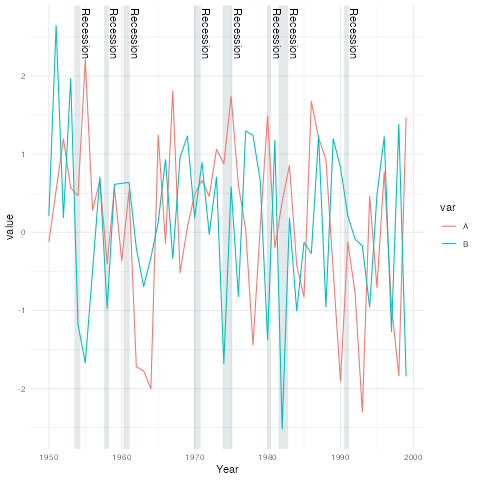 Recession
Recession
Recession
Recession
Recession
Recession
Recession
Recession
value
2
1
0
-1
-2
1950
1960
1970
1980
1990
2000
Year
var
A
B